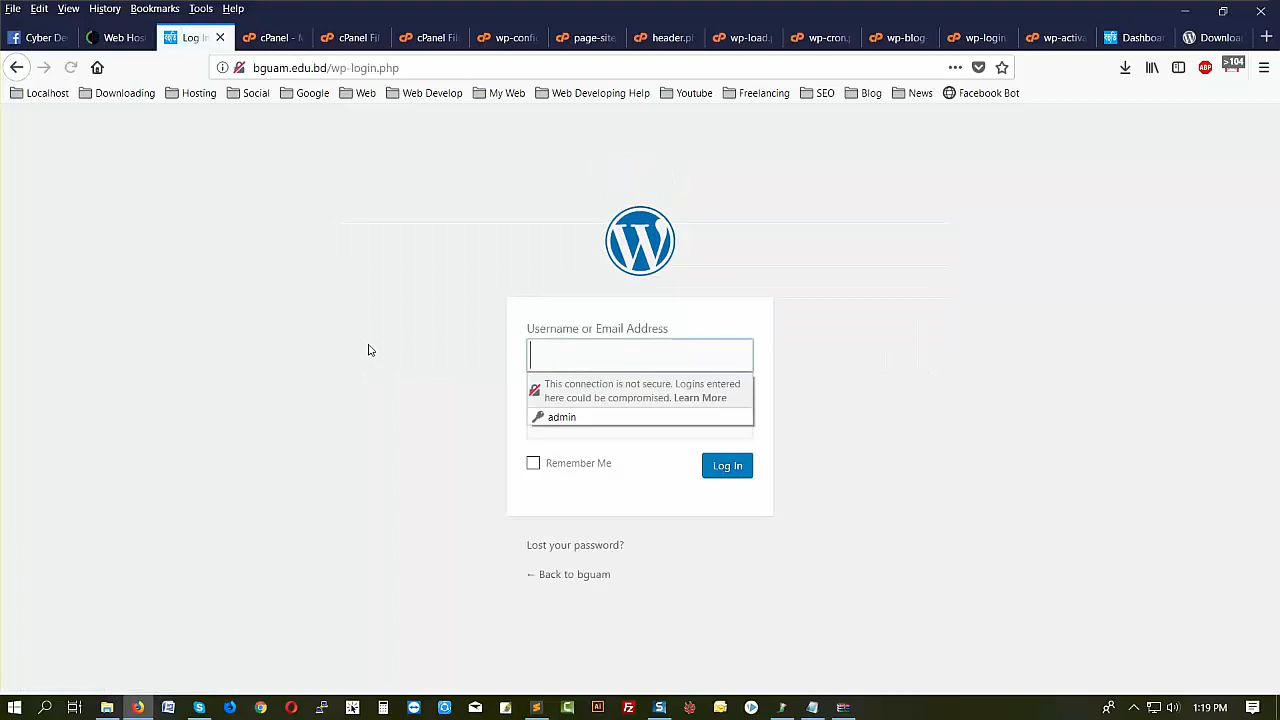 File Edit View History Bookmarks Tools Help
Cyber De Web Hos Log In cPanel - M cPanel Fil cPanel Fil wp-confic page-site header.pl wp-load. wp-cron. wp-blog- wp-login. wp-activa Dashboa Downloa
bguam.edu.bd/wp-login.php ABP >104
Localhost Downloading Hosting Social Google Web Web Develop My Web Web Developing Help Youtube Freelancing SEO Blog News Facebook Bot
Username or Email Address
This connection is not secure. Logins entered
here could be compromised. Learn More
admin
Remember Me Log In
Lost your password?
← Back to bguam
1:19 PM